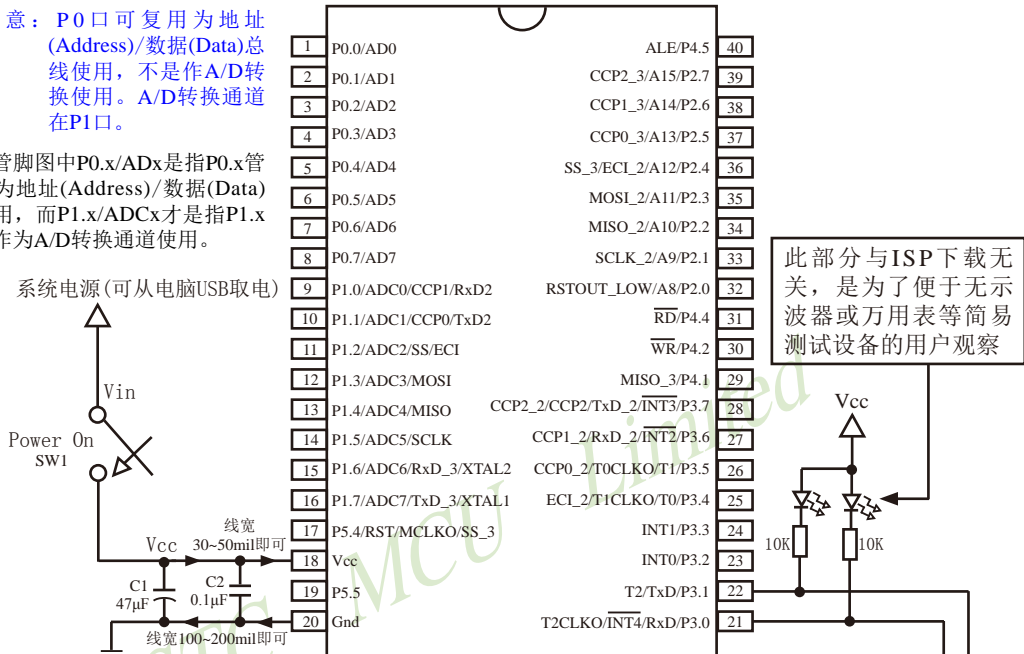 意：P0口可复用为地址
(Address)/数据(Data)总
线使用，不是作A/D转
换使用。A/D转换通道
在P1口。
管脚图中P0.x/ADx是指P0.x管
为地址(Address)/数据(Data)
用，而P1.x/ADCx才是指P1.x
作为A/D转换通道使用。
系统电源(可从电脑USB取电)
Vin
Power On
SW1
Vcc
线宽
30~50mil即可
C1
47μF
C2
0.1μF
线宽100~200mil即可
1 P0.0/AD0
2 P0.1/AD1
3 P0.2/AD2
4 P0.3/AD3
5 P0.4/AD4
6 P0.5/AD5
7 P0.6/AD6
8 P0.7/AD7
9 P1.0/ADC0/CCP1/RxD2
10 P1.1/ADC1/CCP0/TxD2
11 P1.2/ADC2/SS/ECI
12 P1.3/ADC3/MOSI
13 P1.4/ADC4/MISO
14 P1.5/ADC5/SCLK
15 P1.6/ADC6/RxD_3/XTAL2
16 P1.7/ADC7/TxD_3/XTAL1
17 P5.4/RST/MCLKO/SS_3
18 Vcc
19 P5.5
20 Gnd
ALE/P4.5 40
CCP2_3/A15/P2.7 39
CCP1_3/A14/P2.6 38
CCP0_3/A13/P2.5 37
SS_3/ECI_2/A12/P2.4 36
MOSI_2/A11/P2.3 35
MISO_2/A10/P2.2 34
SCLK_2/A9/P2.1 33
RSTOUT_LOW/A8/P2.0 32
RD/P4.4 31
WR/P4.2 30
MISO_3/P4.1 29
CCP2_2/CCP2/TxD_2/INT3/P3.7 28
CCP1_2/RxD_2/INT2/P3.6 27
CCP0_2/T0CLKO/T1/P3.5 26
ECI_2/T1CLKO/T0/P3.4 25
INT1/P3.3 24
INT0/P3.2 23
T2/TxD/P3.1 22
T2CLKO/INT4/RxD/P3.0 21
此部分与ISP下载无
关，是为了便于无示
波器或万用表等简易
测试设备的用户观察
Vcc
10K
10K
STC MCU Limited